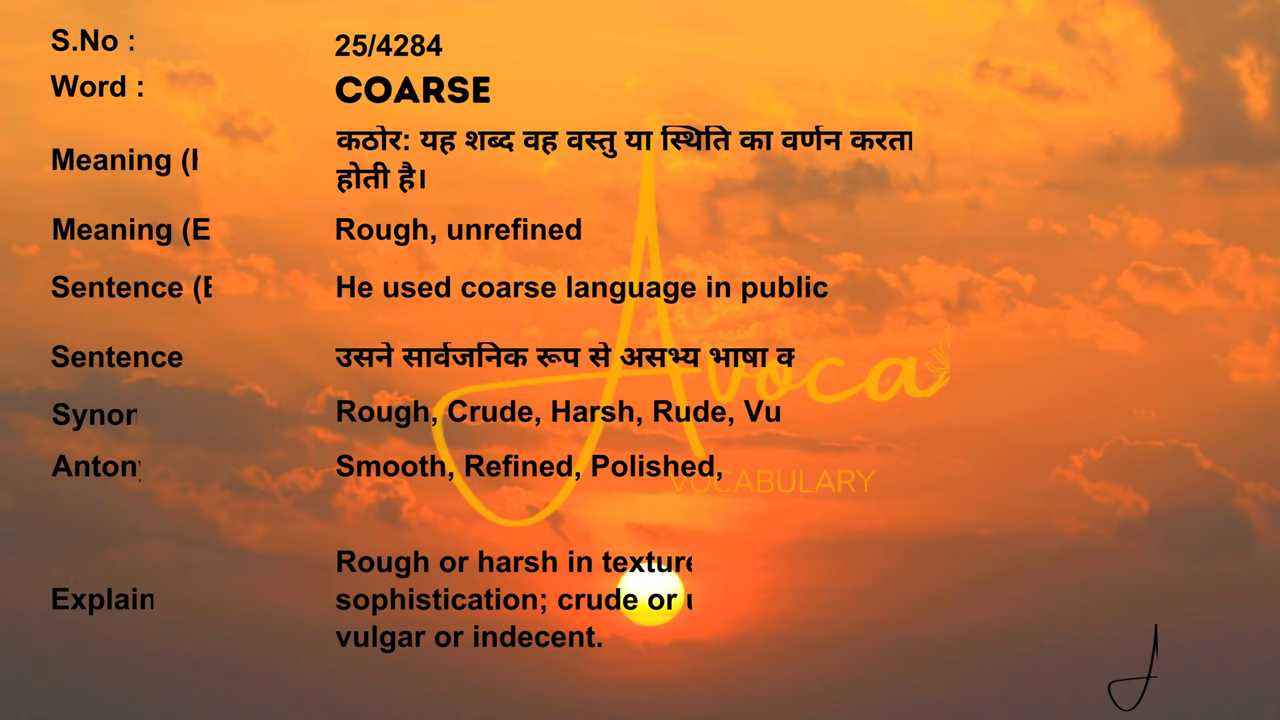 S.No : 25/4284
Word : COARSE
Meaning ( कठोर: यह शब्द वह वस्तु या स्थिति का वर्णन करता
होती है।
Meaning (E Rough, unrefined
Sentence (E He used coarse language in public
Sentence उसने सार्वजनिक रूप से असभ्य भाषा
Rough, Crude, Harsh, Rude, Vu
Smooth, Refined, Polished,
Explain Rough or harsh in texture
sophistication; crude or
vulgar or indecent.
Avoca
VOCABULARY